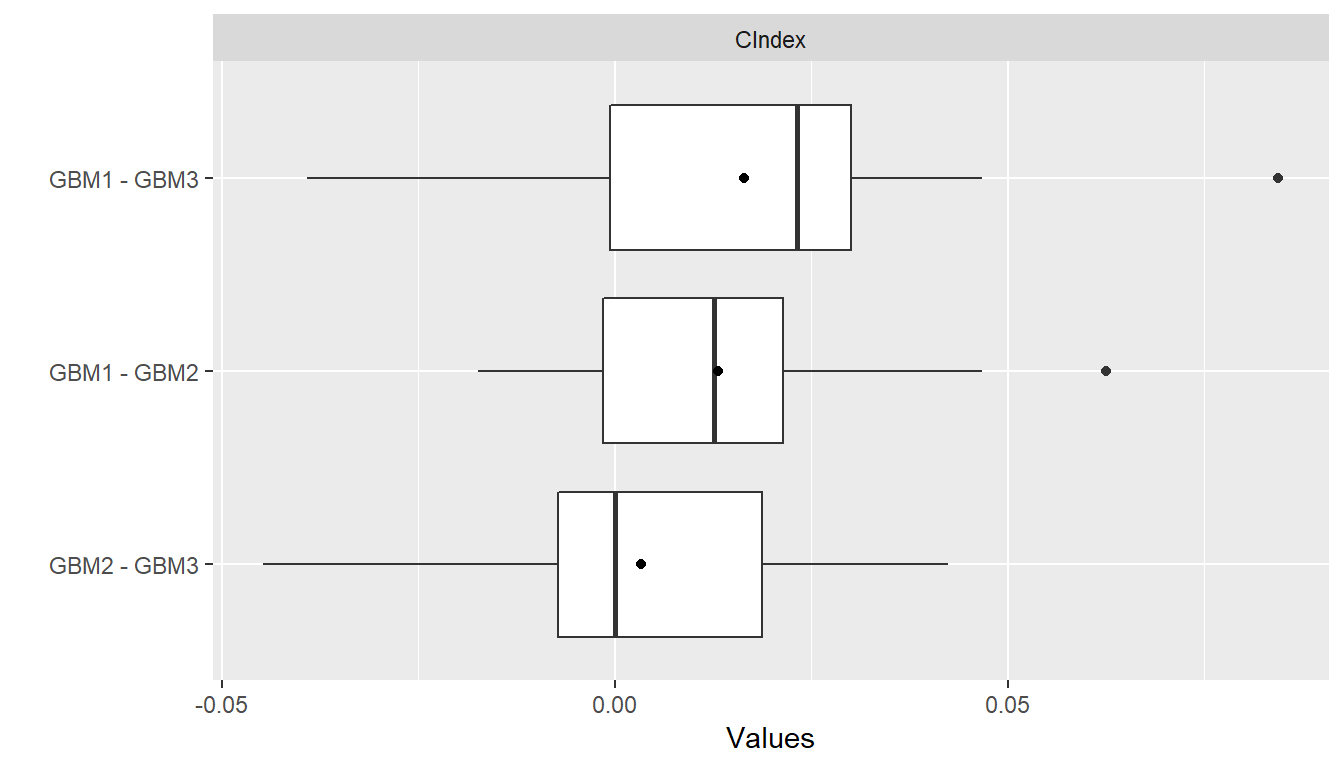 CIndex
GBM1 - GBM3
GBM1 - GBM2
GBM2 - GBM3
-0.05 0.00 0.05
Values